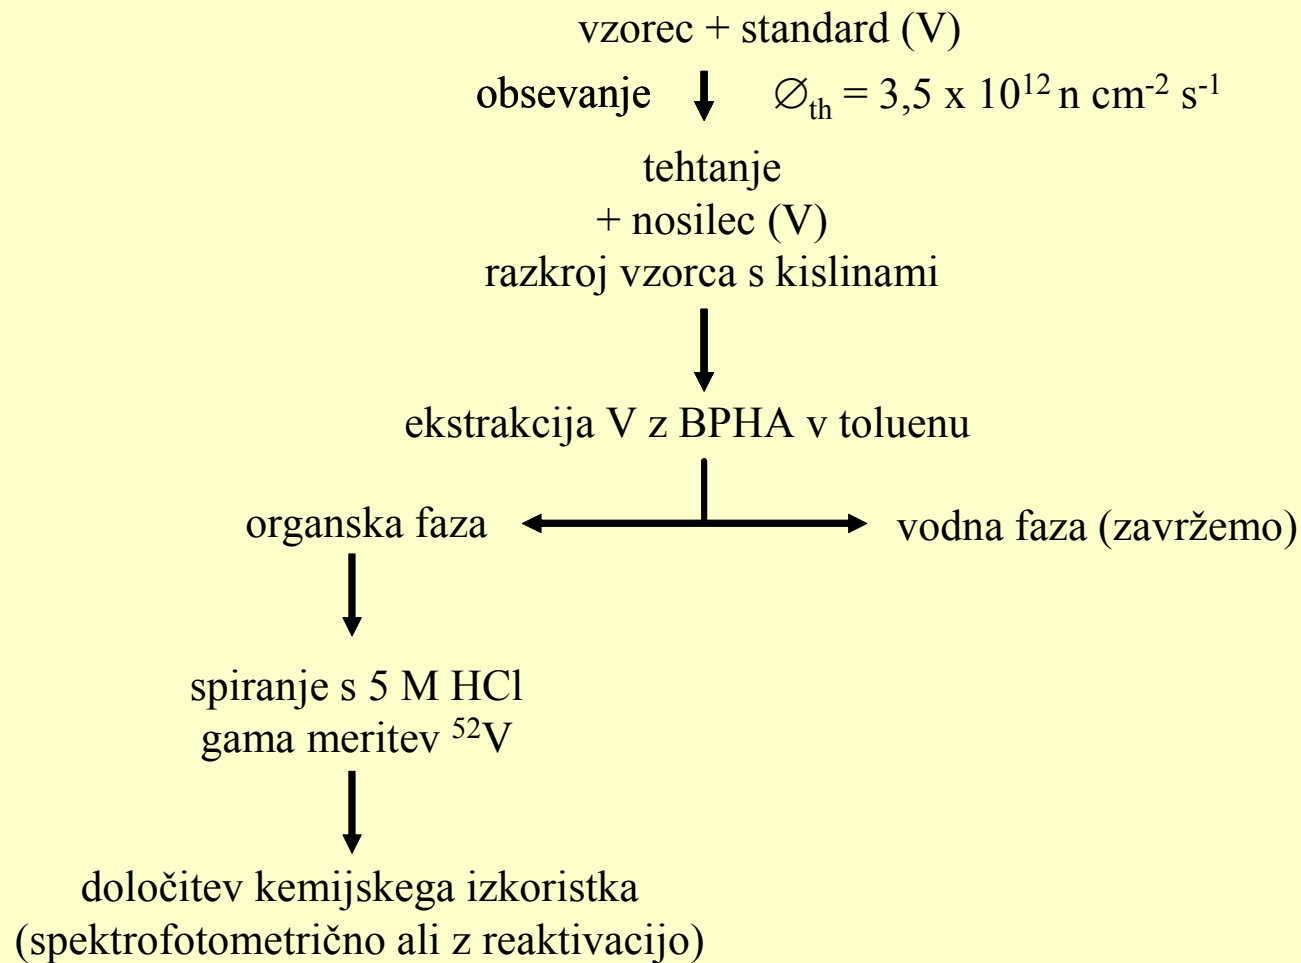 vzorec + standard (V)
obsevanje ∅th = 3,5 x 10¹² n cm⁻² s⁻¹
tehtanje
+ nosilec (V)
razkroj vzorca s kislinami
ekstrakcija V z BPHA v toluenu
organska faza
vodna faza (zavržemo)
spiranje s 5 M HCl
gama meritev ⁵²V
določitev kemijskega izkoristka
(spektrofotometrično ali z reaktivacijo)